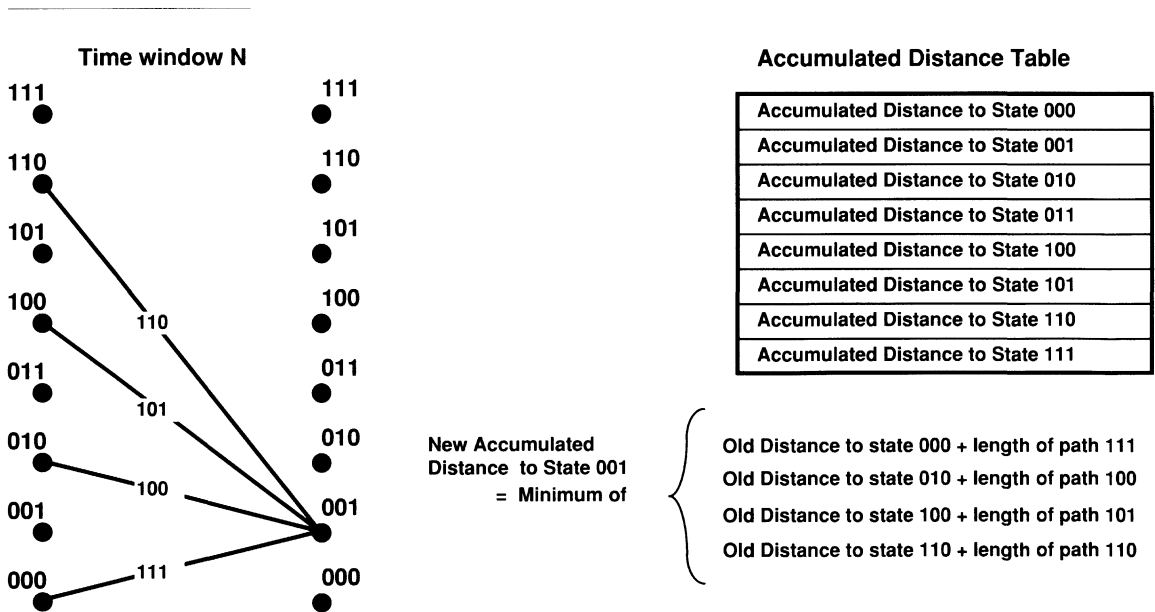 Time window N
111
110
101
100
011
010
001
000
111
110
101
100
011
010
001
000
110
101
100
111
Accumulated Distance Table
Accumulated Distance to State 000
Accumulated Distance to State 001
Accumulated Distance to State 010
Accumulated Distance to State 011
Accumulated Distance to State 100
Accumulated Distance to State 101
Accumulated Distance to State 110
Accumulated Distance to State 111
New Accumulated
Distance to State 001
= Minimum of
Old Distance to state 000 + length of path 111
Old Distance to state 010 + length of path 100
Old Distance to state 100 + length of path 101
Old Distance to state 110 + length of path 110